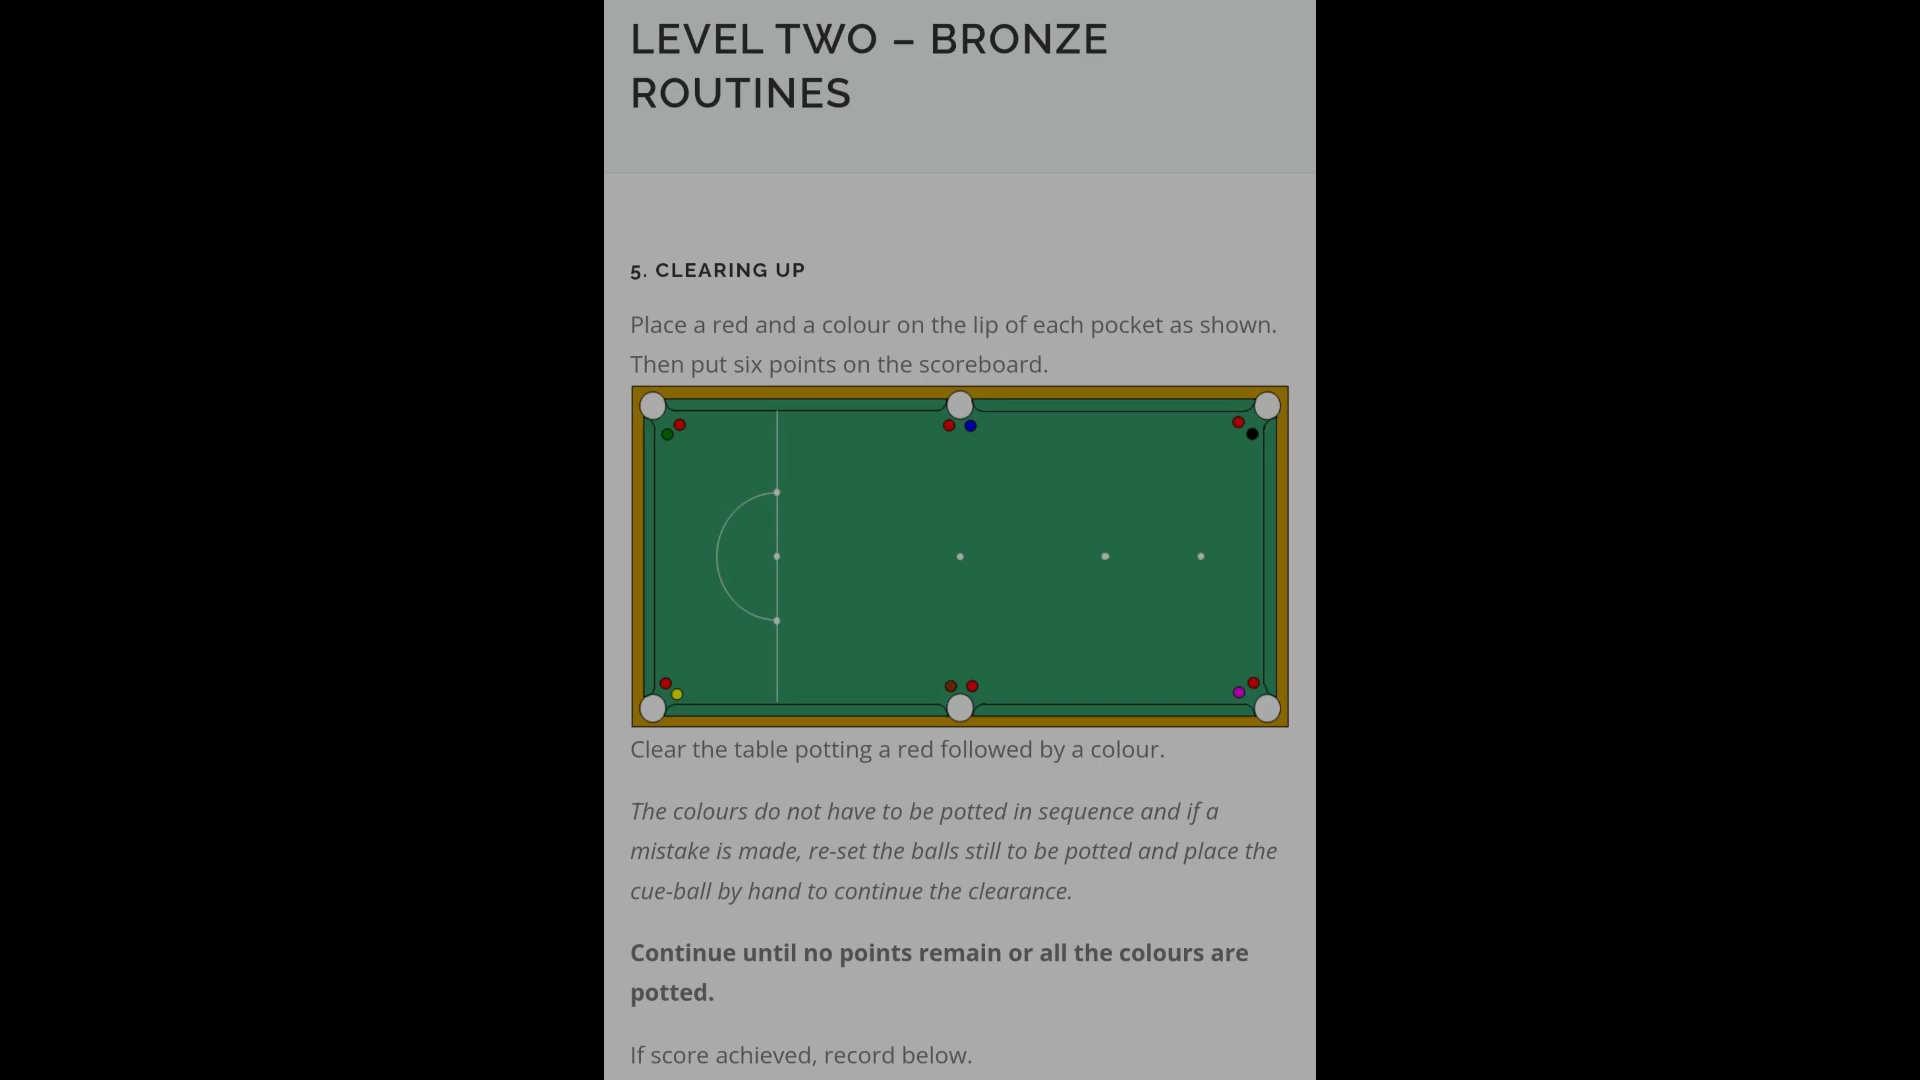 LEVEL TWO – BRONZE
ROUTINES
5. CLEARING UP
Place a red and a colour on the lip of each pocket as shown.
Then put six points on the scoreboard.
Clear the table potting a red followed by a colour.
The colours do not have to be potted in sequence and if a
mistake is made, re-set the balls still to be potted and place the
cue-ball by hand to continue the clearance.
Continue until no points remain or all the colours are
potted.
If score achieved, record below.